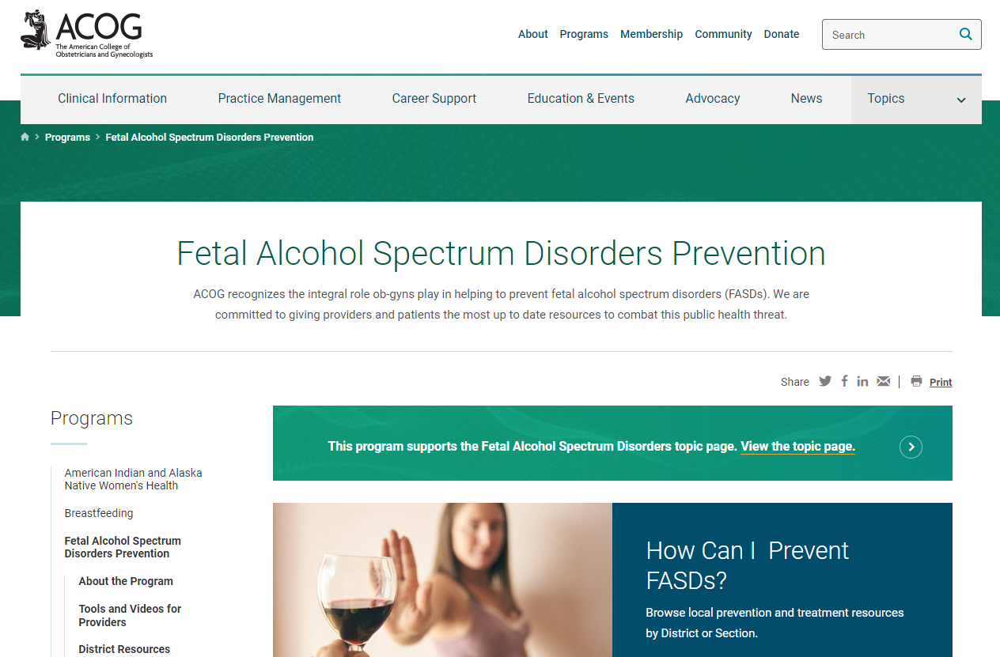 ACOG
The American College of
Obstetricians and Gynecologists
About Programs Membership Community Donate
Search
Clinical Information Practice Management Career Support Education & Events Advocacy News Topics
Programs Fetal Alcohol Spectrum Disorders Prevention
Fetal Alcohol Spectrum Disorders Prevention
ACOG recognizes the integral role ob-gyns play in helping to prevent fetal alcohol spectrum disorders (FASDs). We are
committed to giving providers and patients the most up to date resources to combat this public health threat.
Share Print
Programs
American Indian and Alaska
Native Women's Health
Breastfeeding
Fetal Alcohol Spectrum
Disorders Prevention
About the Program
Tools and Videos for
Providers
District Resources
This program supports the Fetal Alcohol Spectrum Disorders topic page. View the topic page.
How Can I Prevent
FASDs?
Browse local prevention and treatment resources
by District or Section.